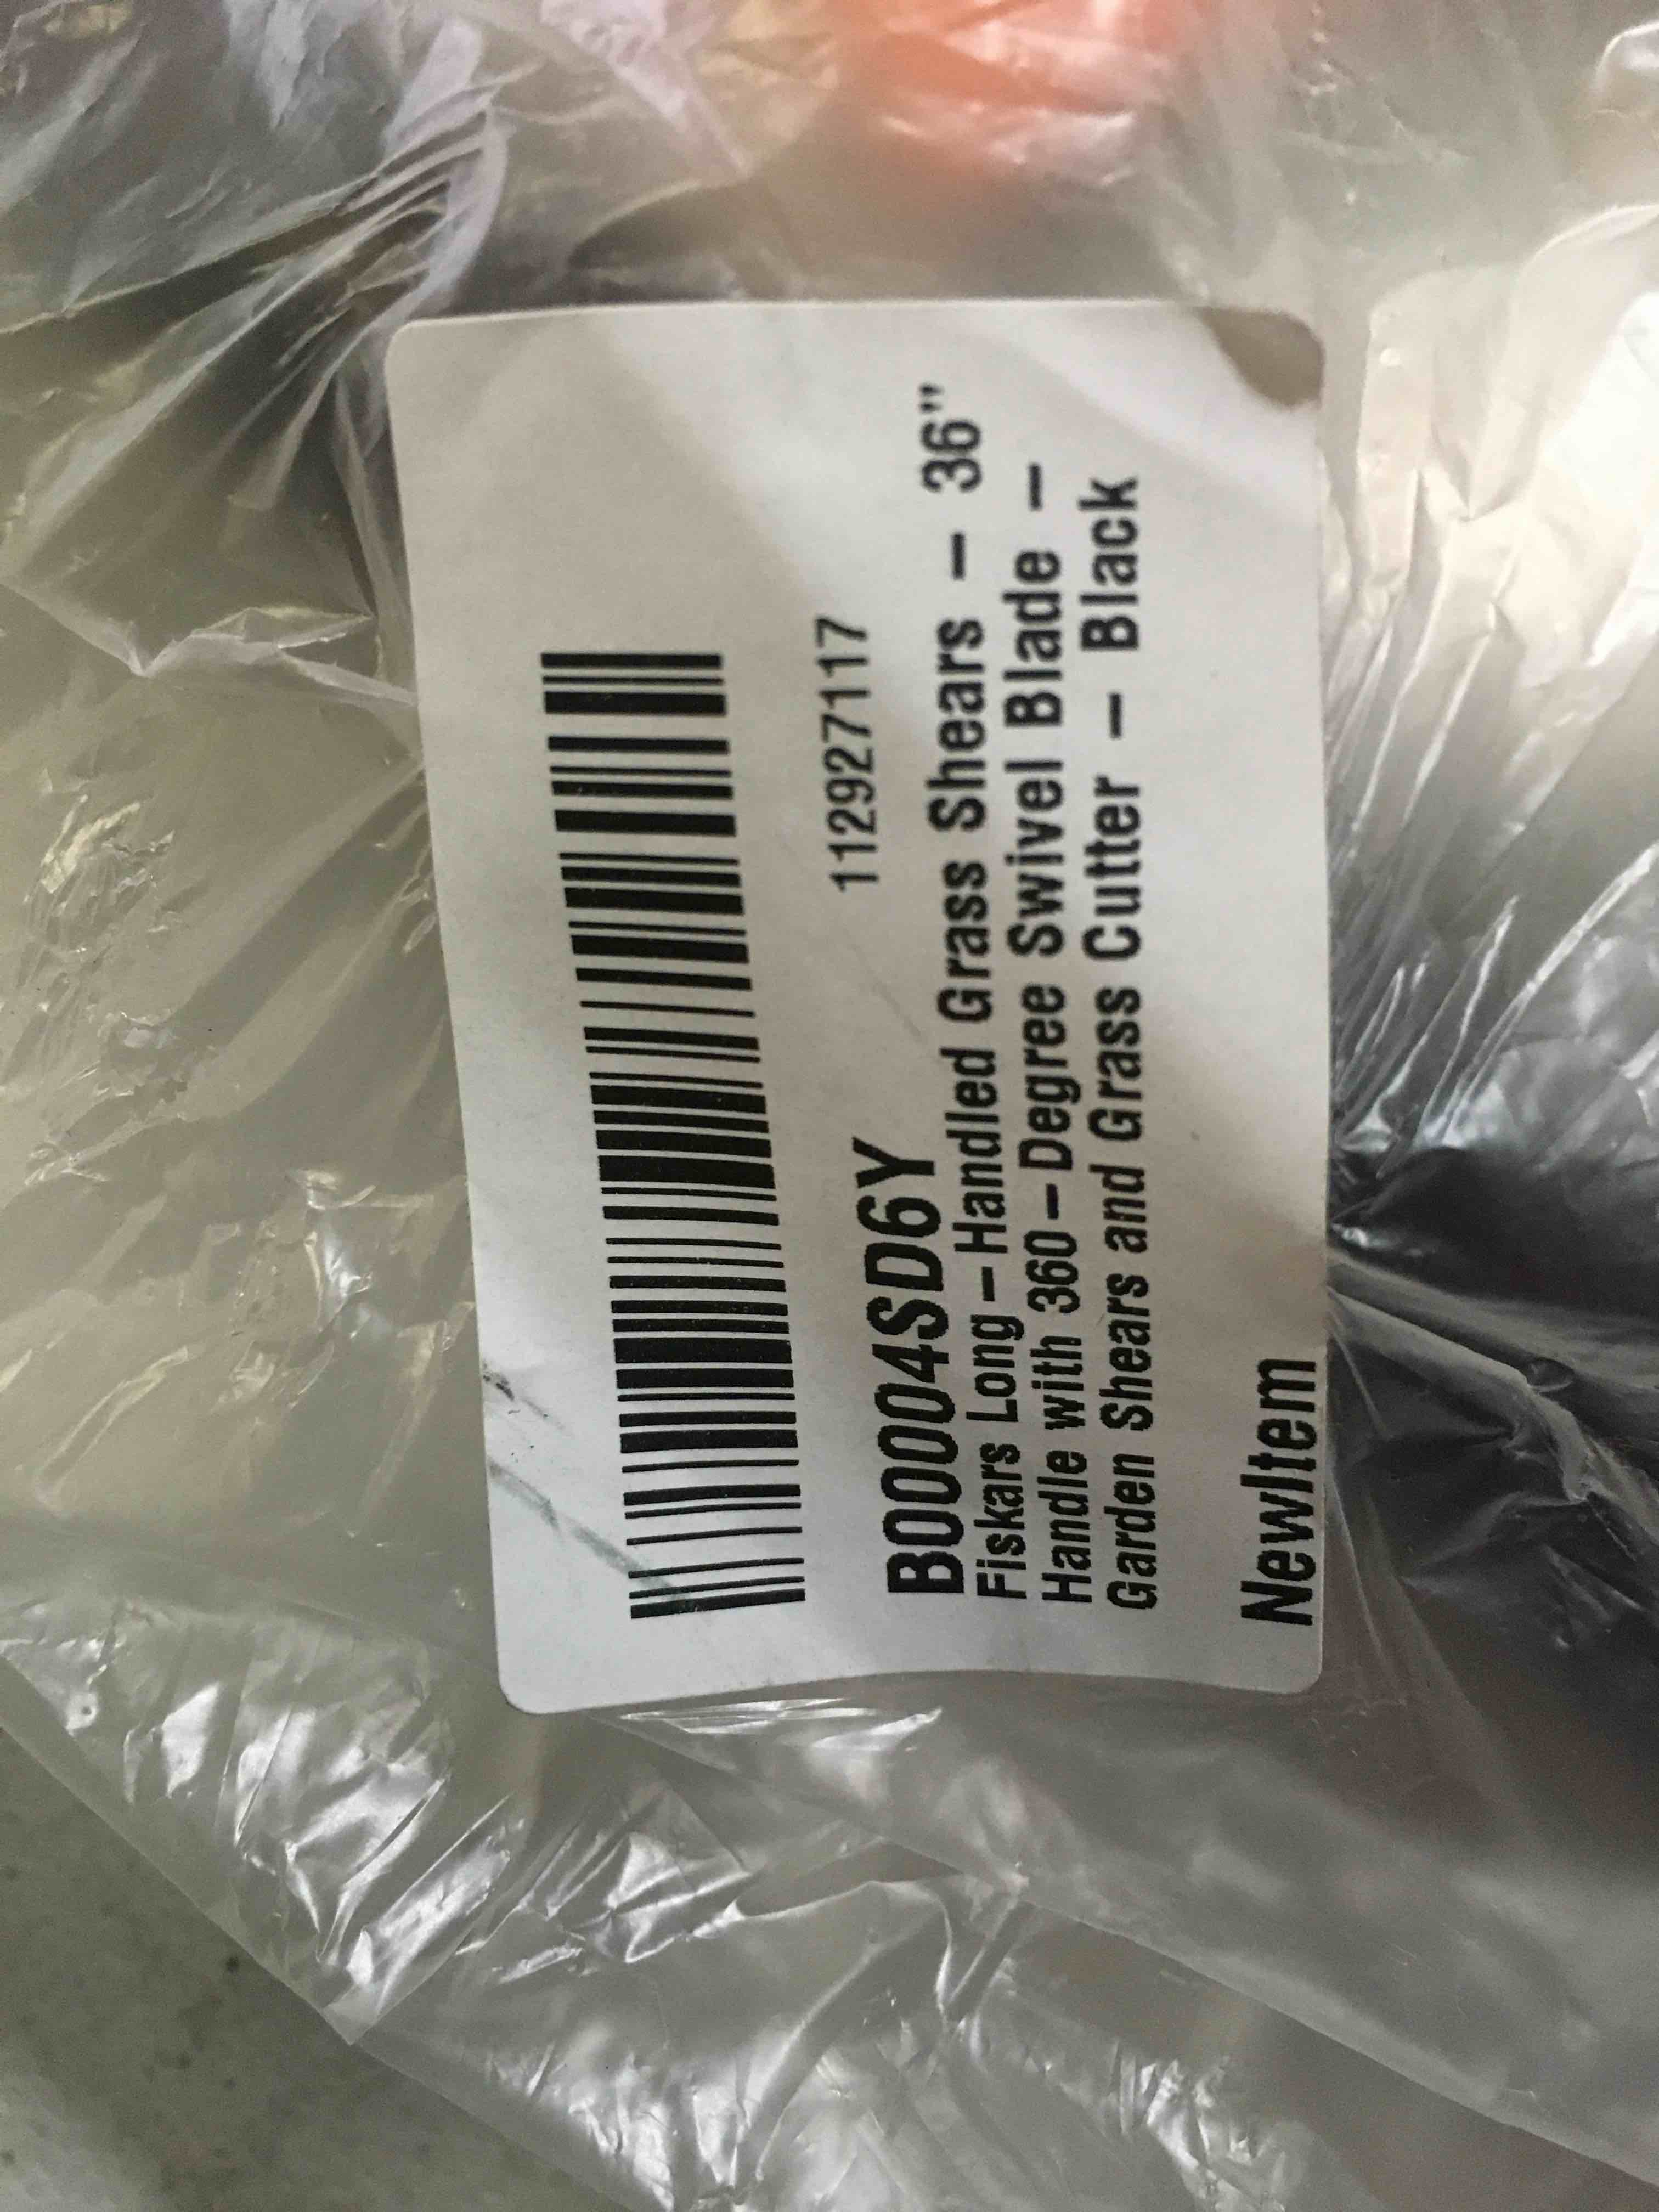 112927117
B00004SD6Y
Fiskars Long-Handled Grass Shears - 36"
Handle with 360-Degree Swivel Blade -
Garden Shears and Grass Cutter - Black
NewItem